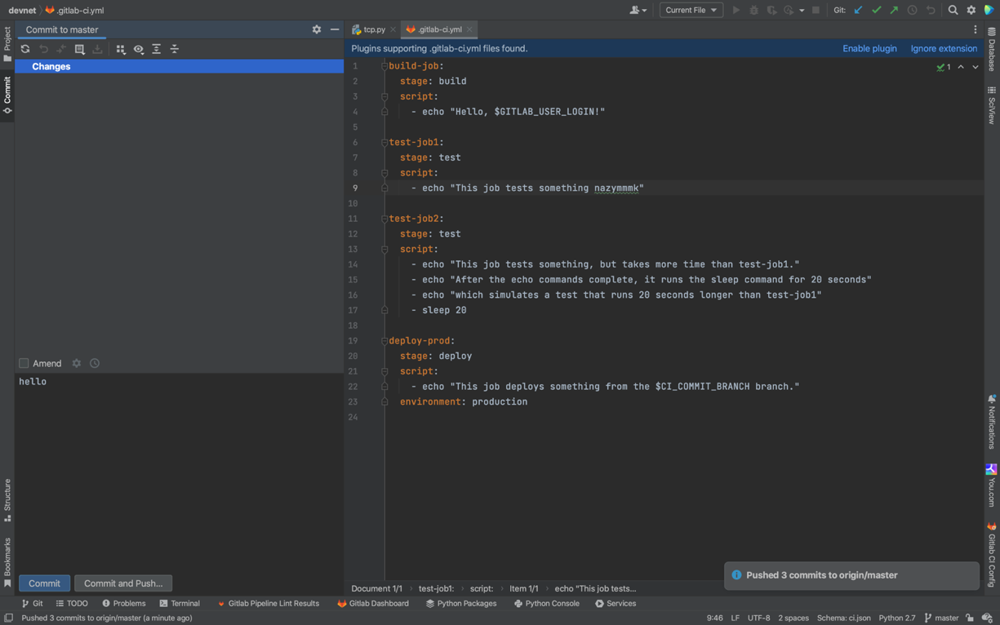 devnet
.gitlab-ci.yml
Current File
Git:
Commit to master
tcp.py
.gitlab-ci.yml
Plugins supporting .gitlab-ci.yml files found.
Enable plugin
Ignore extension
Project
Commit
Structure
Bookmarks
Changes
Amend
hello
Commit
Commit and Push...
1 build-job:
2 stage: build
3 script:
4 - echo "Hello, $GITLAB_USER_LOGIN!"
5
6 test-job1:
7 stage: test
8 script:
9 - echo "This job tests something nazymmmk"
10
11 test-job2:
12 stage: test
13 script:
14 - echo "This job tests something, but takes more time than test-job1."
15 - echo "After the echo commands complete, it runs the sleep command for 20 seconds"
16 - echo "which simulates a test that runs 20 seconds longer than test-job1"
17 - sleep 20
18
19 deploy-prod:
20 stage: deploy
21 script:
22 - echo "This job deploys something from the $CI_COMMIT_BRANCH branch."
23 environment: production
24
1
Database
SciView
Notifications
You.com
Gitlab CI Config
Pushed 3 commits to origin/master
Document 1/1 › test-job1: › script: › Item 1/1 › echo "This job tests...
Git
TODO
Problems
Terminal
Gitlab Pipeline Lint Results
Gitlab Dashboard
Python Packages
Python Console
Services
Pushed 3 commits to origin/master (a minute ago)
9:46
LF
UTF-8
2 spaces
Schema: ci.json
Python 2.7
master